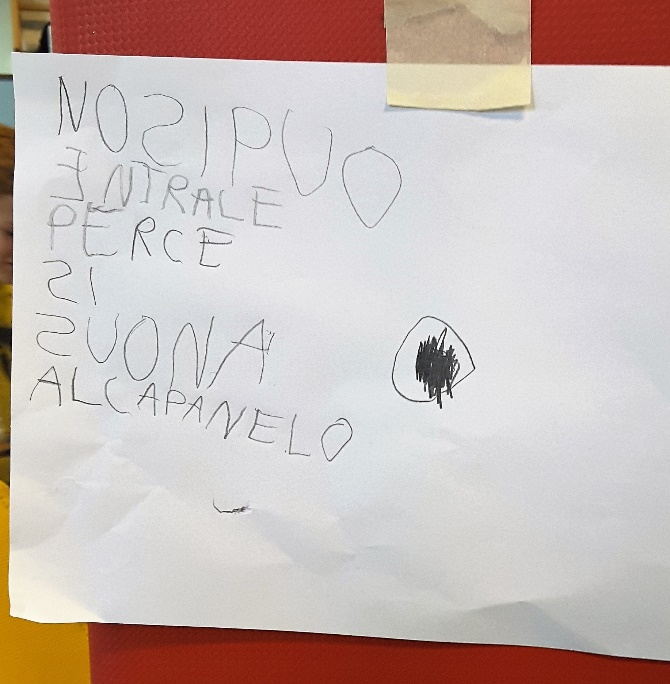 NOSIPUO
ENTRALE
PERCE
SI
SUONA
ALCAPANELO